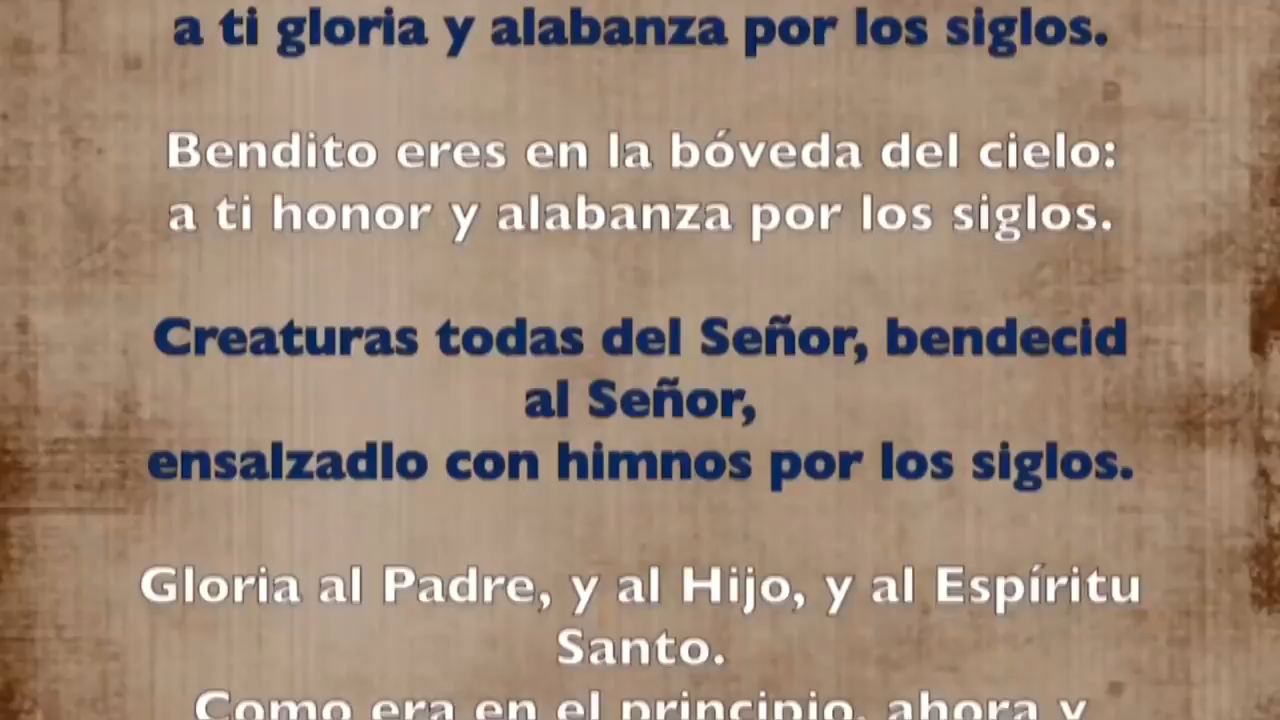 a ti gloria y alabanza por los siglos.
Bendito eres en la bóveda del cielo:
a ti honor y alabanza por los siglos.
Creaturas todas del Señor, bendecid
al Señor,
ensalzadlo con himnos por los siglos.
Gloria al Padre, y al Hijo, y al Espíritu
Santo.
Como era en el principio, ahora y